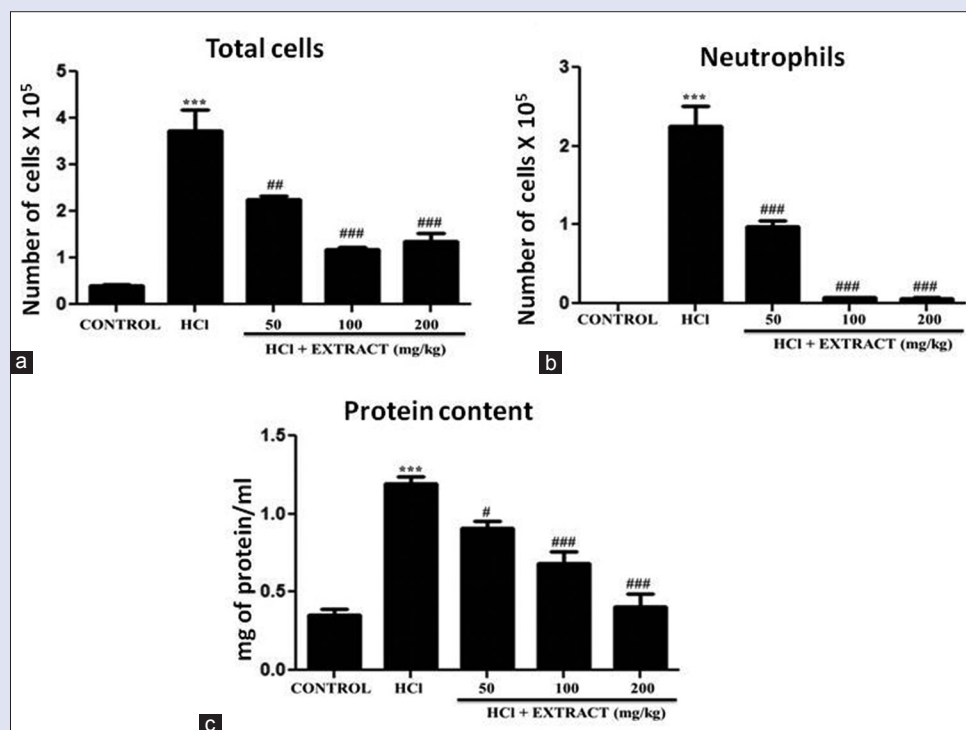 Total cells
Number of cells X 10⁵
5
4
3
2
1
0
***
##
###
###
CONTROL
HCl
50
100
200
HCl + EXTRACT (mg/kg)
a
Neutrophils
Number of cells X 10⁵
3
2
1
0
***
###
###
###
CONTROL
HCl
50
100
200
HCl + EXTRACT (mg/kg)
b
Protein content
mg of protein/ml
1.5
1.0
0.5
0.0
***
#
###
###
CONTROL
HCl
50
100
200
HCl + EXTRACT (mg/kg)
c